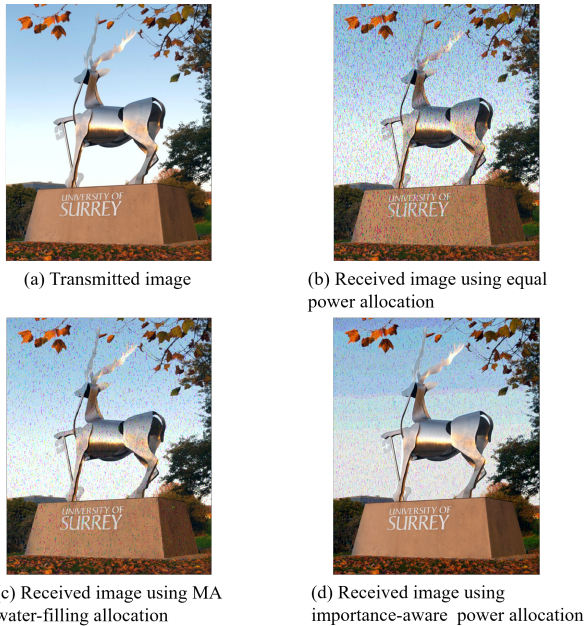 UNIVERSITY OF
SURREY
(a) Transmitted image
UNIVERSITY OF
SURREY
(b) Received image using equal
power allocation
UNIVERSITY OF
SURREY
c) Received image using MA
water-filling allocation
UNIVERSITY OF
SURREY
(d) Received image using
importance-aware power allocation